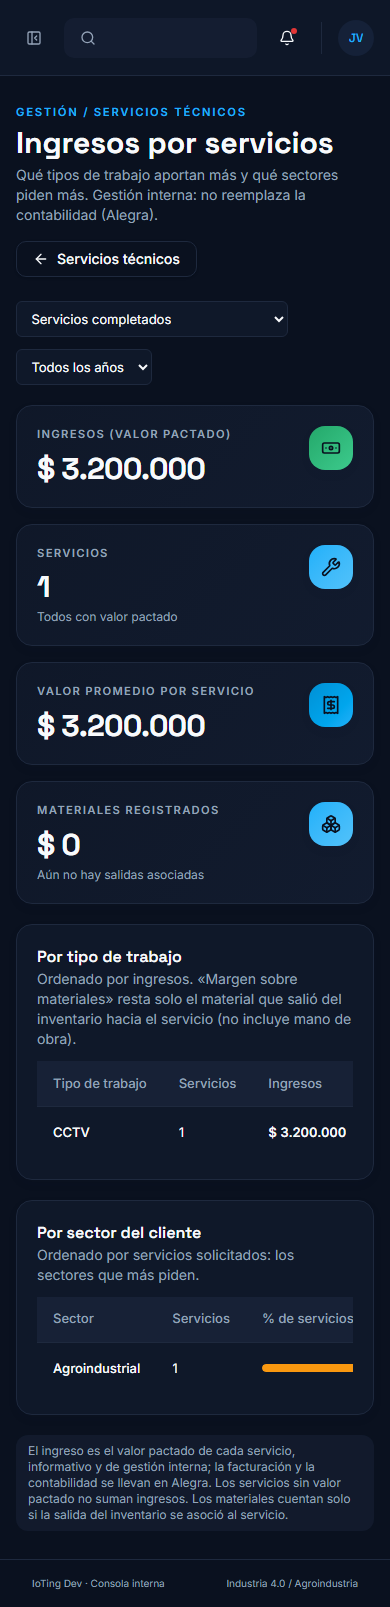 JV
GESTIÓN / SERVICIOS TÉCNICOS
Ingresos por servicios
Qué tipos de trabajo aportan más y qué sectores
piden más. Gestión interna: no reemplaza la
contabilidad (Alegra).
← Servicios técnicos
Servicios completados
Todos los años
INGRESOS (VALOR PACTADO)
$ 3.200.000
SERVICIOS
1
Todos con valor pactado
VALOR PROMEDIO POR SERVICIO
$ 3.200.000
MATERIALES REGISTRADOS
$ 0
Aún no hay salidas asociadas
Por tipo de trabajo
Ordenado por ingresos. «Margen sobre
materiales» resta solo el material que salió del
inventario hacia el servicio (no incluye mano de
obra).
Tipo de trabajo Servicios Ingresos
CCTV 1 $ 3.200.000
Por sector del cliente
Ordenado por servicios solicitados: los
sectores que más piden.
Sector Servicios % de servicios
Agroindustrial 1
El ingreso es el valor pactado de cada servicio,
informativo y de gestión interna; la facturación y la
contabilidad se llevan en Alegra. Los servicios sin valor
pactado no suman ingresos. Los materiales cuentan solo
si la salida del inventario se asoció al servicio.
IoTing Dev · Consola interna Industria 4.0 / Agroindustria